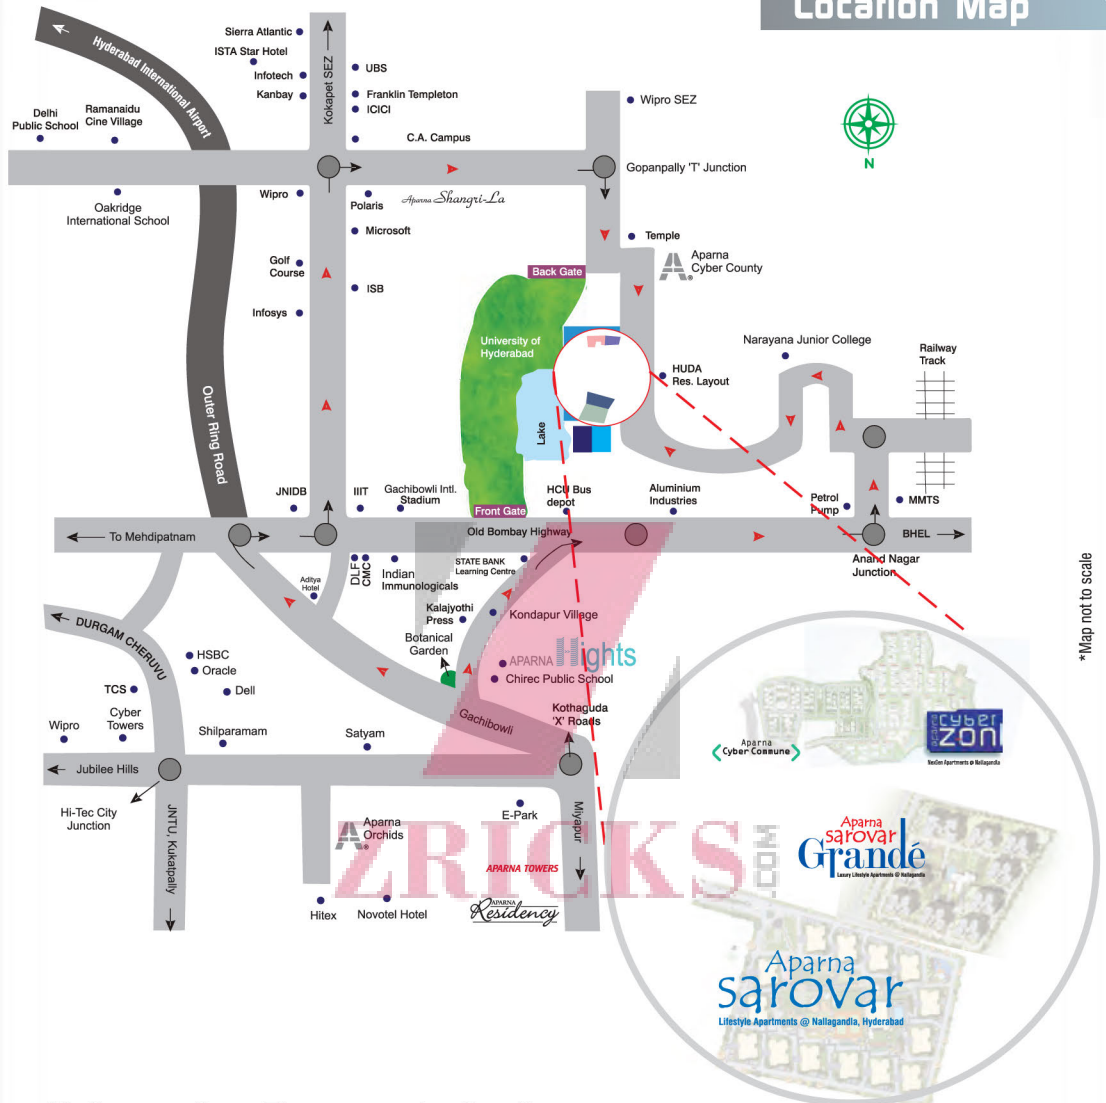 Location Map
Sierra Atlantic
ISTA Star Hotel
Infotech
Kanbay
Kokapet SEZ
UBS
Franklin Templeton
ICICI
C.A. Campus
Wipro SEZ
Hyderabad International Airport
Delhi
Public School
Ramanaidu
Cine Village
Gopanpally 'T' Junction
N
Oakridge
International School
Wipro
Polaris
Aparna Shangri-La
Microsoft
Temple
Aparna
Cyber County
Golf
Course
ISB
Infosys
Back Gate
University of
Hyderabad
Narayana Junior College
Railway
Track
HUDA
Res. Layout
Outer Ring Road
Lake
JNIDB
IIIT
Gachibowli Intl.
Stadium
HCU Bus
depot
Aluminium
Industries
Petrol
Pump
MMTS
Front Gate
To Mehdipatnam
Old Bombay Highway
BHEL
Anand Nagar
Junction
Aditya
Hotel
DLF
CMC
Indian
Immunologicals
STATE BANK
Learning Centre
*Map not to scale
Kalajyothi
Press
Kondapur Village
Botanical
Garden
APARNA Hights
Chirec Public School
DURGAM CHERUVU
HSBC
Oracle
TCS
Dell
Gachibowli
Kothaguda
'X' Roads
Wipro
Cyber
Towers
Shilparamam
Satyam
Aparna
Cyber Commune
aparna
cyber
zon
NexGen Apartments @ Nallagandla
Jubilee Hills
Hi-Tec City
Junction
JNTU, Kukatpally
Aparna
Orchids
E-Park
Miyapur
ZRICKS
.COM
APARNA TOWERS
Aparna
sarovar
Grandé
Luxury Lifestyle Apartments @ Nallagandla
Hitex
Novotel Hotel
APARNA
Residency
Aparna
sarovar
Lifestyle Apartments @ Nallagandla, Hyderabad